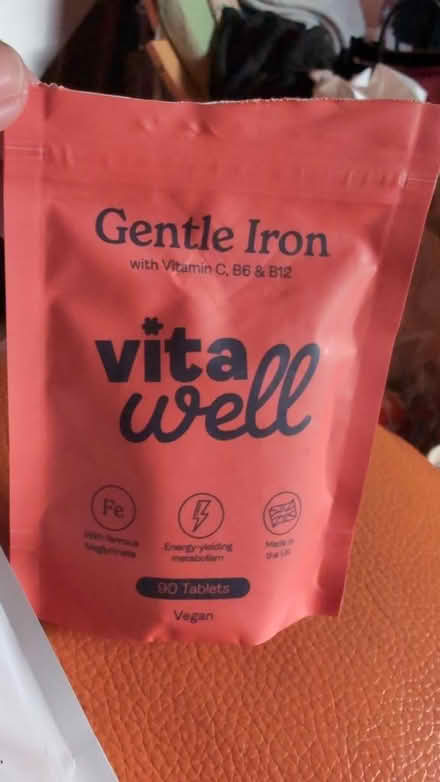 Gentle Iron
with Vitamin C, B6 & B12
vita
well
Fe
With ferrous
bisglycinate
Energy-yielding
metabolism
Made in
the UK
90 Tablets
Vegan